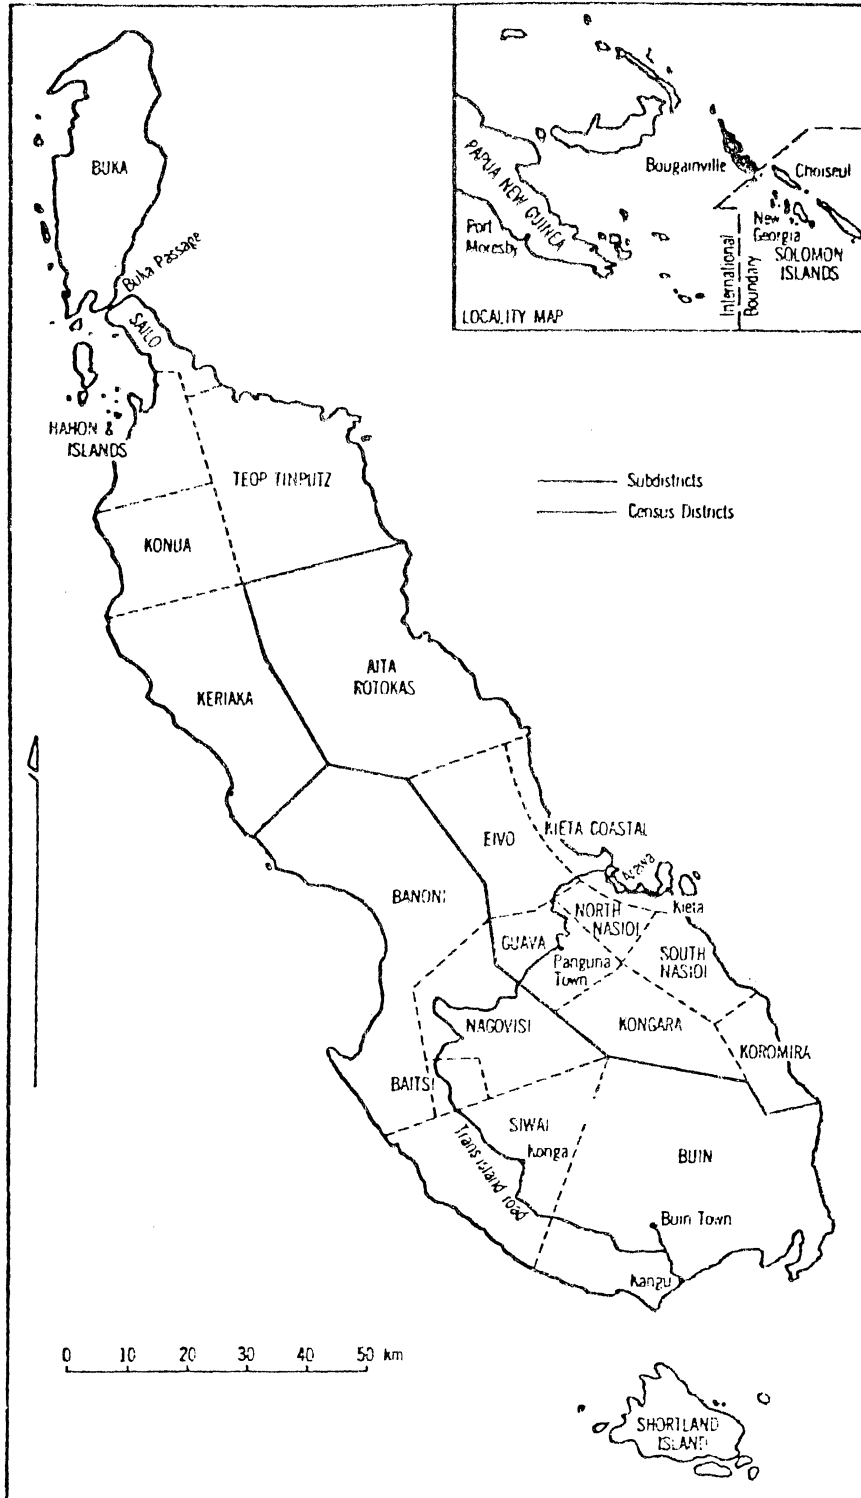 BUKA
Buka Passage
SAILO
HAHON &
ISLANDS
TEOP TINPUTZ
KONUA
KERIAKA
AITA
ROTOKAS
EIVO
KIETA COASTAL
Arawa
Kieta
BANONI
GUAVA
NORTH
NASIOI
Panguna
Town
SOUTH
NASIOI
NAGOVISI
KONGARA
KOROMIRA
BAITSI
SIWAI
Konga
Trans island road
BUIN
Buin Town
Kangu
SHORTLAND
ISLAND
0 10 20 30 40 50 km
Subdistricts
Census Districts
PAPUA NEW GUINEA
Port
Moresby
Bougainville
Choiseul
New
Georgia
SOLOMON
ISLANDS
International
Boundary
LOCALITY MAP